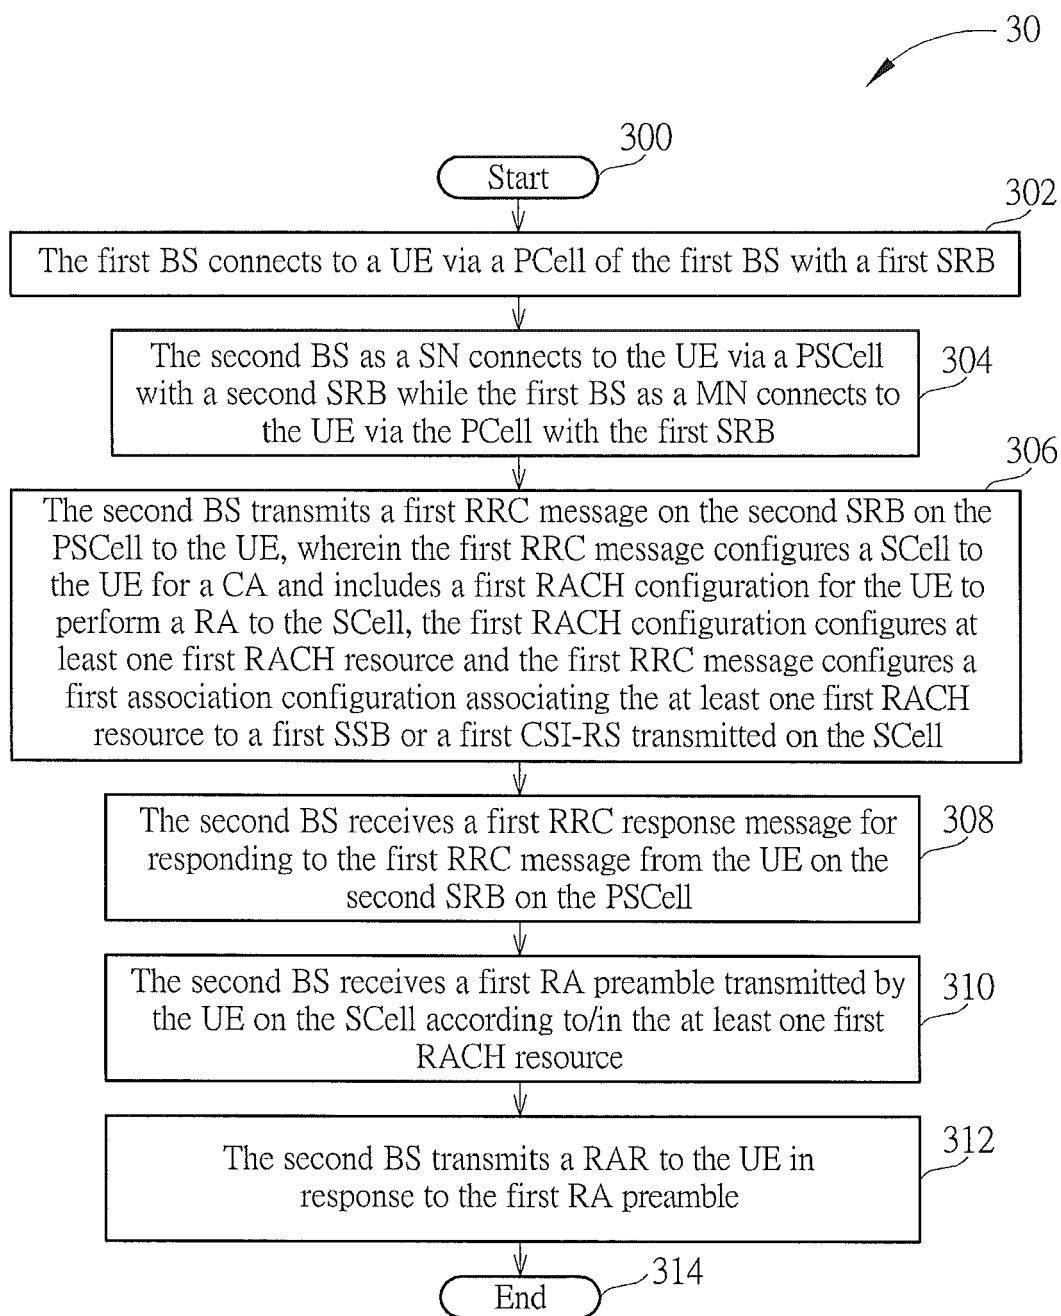 30
300
Start
302
The first BS connects to a UE via a PCell of the first BS with a first SRB
The second BS as a SN connects to the UE via a PSCell
with a second SRB while the first BS as a MN connects to
the UE via the PCell with the first SRB
304
306
The second BS transmits a first RRC message on the second SRB on the
PSCell to the UE, wherein the first RRC message configures a SCell to
the UE for a CA and includes a first RACH configuration for the UE to
perform a RA to the SCell, the first RACH configuration configures at
least one first RACH resource and the first RRC message configures a
first association configuration associating the at least one first RACH
resource to a first SSB or a first CSI-RS transmitted on the SCell
The second BS receives a first RRC response message for
responding to the first RRC message from the UE on the
second SRB on the PSCell
308
The second BS receives a first RA preamble transmitted by
the UE on the SCell according to/in the at least one first
RACH resource
310
The second BS transmits a RAR to the UE in
response to the first RA preamble
312
End
314